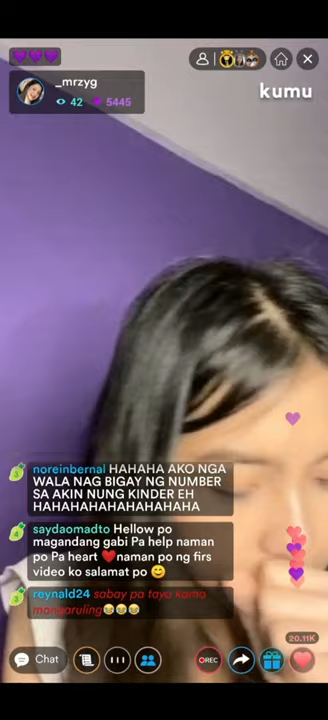 _mrzyg
42 5445
kumu
noreinbernal HAHAHA AKO NGA
WALA NAG BIGAY NG NUMBER
SA AKIN NUNG KINDER EH
HAHAHAHAHAHAHAHAHA
saydaomadto Hellow po
magandang gabi Pa help naman
po Pa heart ❤️naman po ng firs
video ko salamat po 😊
reynald24 sabay pa tayo kama
mangaruling😂😂😂
Chat
REC
20.11K